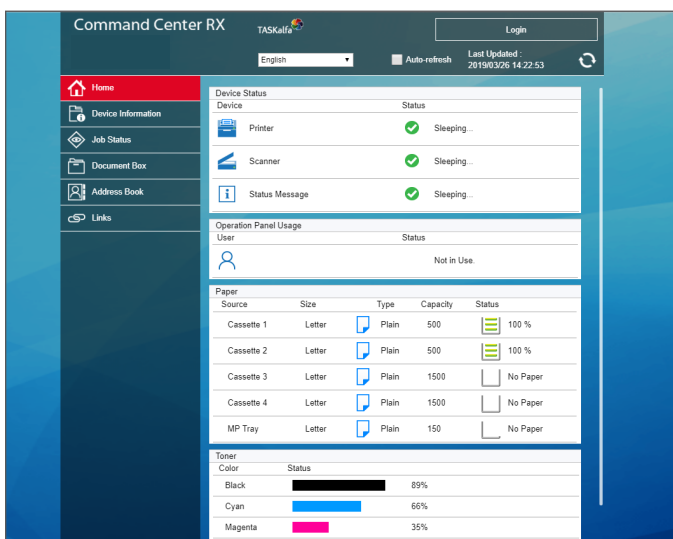 Command Center RX
TASKalfa
Login
English
Auto-refresh
Last Updated :
2019/03/26 14:22:53
Home
Device Information
Job Status
Document Box
Address Book
Links
Device Status
Device Status
Printer Sleeping...
Scanner Sleeping...
Status Message Sleeping...
Operation Panel Usage
User Status
Not in Use.
Paper
Source Size Type Capacity Status
Cassette 1 Letter Plain 500 100 %
Cassette 2 Letter Plain 500 100 %
Cassette 3 Letter Plain 1500 No Paper
Cassette 4 Letter Plain 1500 No Paper
MP Tray Letter Plain 150 No Paper
Toner
Color Status
Black 89%
Cyan 66%
Magenta 35%